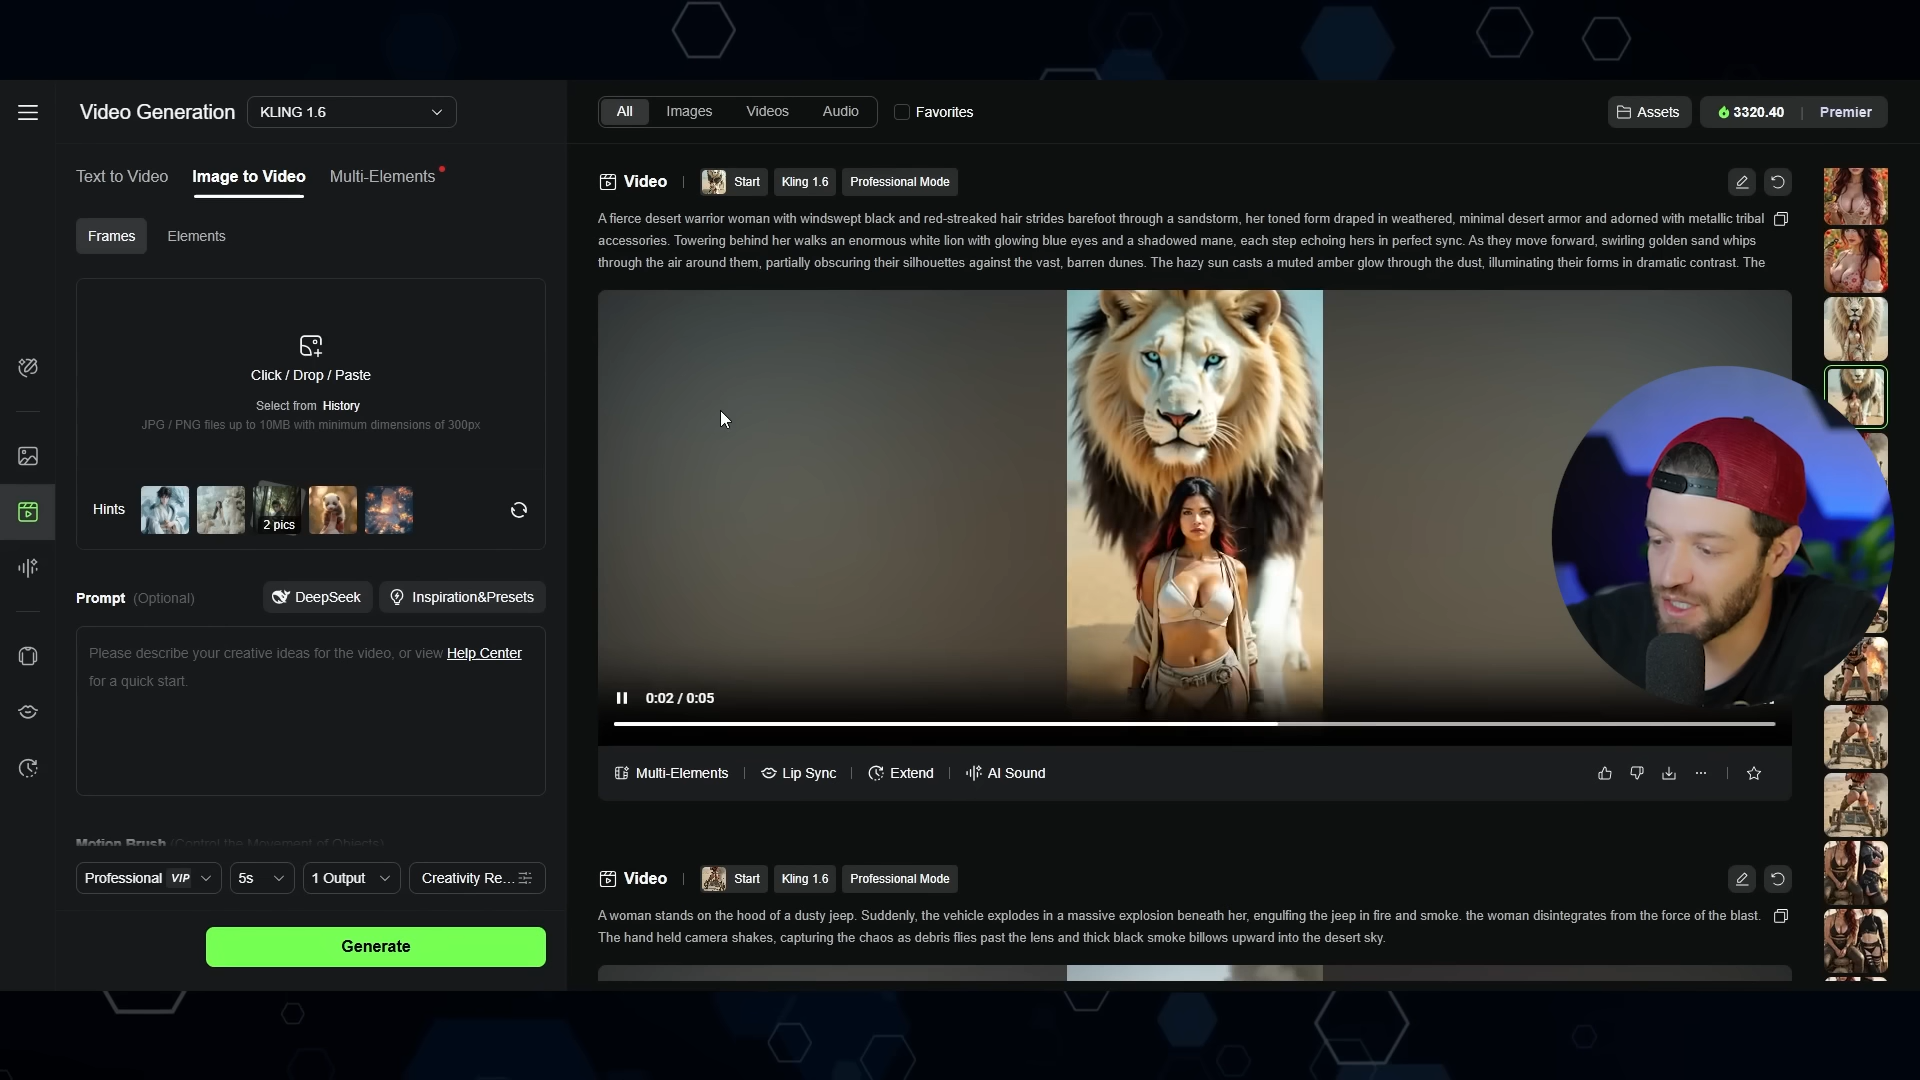 Video Generation
KLING 1.6
All
Images
Videos
Audio
Favorites
Assets
3320.40
Premier
Text to Video
Image to Video
Multi-Elements
Frames
Elements
Click / Drop / Paste
Select from History
JPG / PNG files up to 10MB with minimum dimensions of 300px
Hints
2 pics
Prompt (Optional)
DeepSeek
Inspiration&Presets
Please describe your creative ideas for the video, or view Help Center
for a quick start.
Motion Brush (Control the Movement of Objects)
Professional VIP
5s
1 Output
Creativity Re...
Generate
Video
Start
Kling 1.6
Professional Mode
A fierce desert warrior woman with windswept black and red-streaked hair strides barefoot through a sandstorm, her toned form draped in weathered, minimal desert armor and adorned with metallic tribal
accessories. Towering behind her walks an enormous white lion with glowing blue eyes and a shadowed mane, each step echoing hers in perfect sync. As they move forward, swirling golden sand whips
through the air around them, partially obscuring their silhouettes against the vast, barren dunes. The hazy sun casts a muted amber glow through the dust, illuminating their forms in dramatic contrast. The
0:02 / 0:05
Multi-Elements
Lip Sync
Extend
AI Sound
Video
Start
Kling 1.6
Professional Mode
A woman stands on the hood of a dusty jeep. Suddenly, the vehicle explodes in a massive explosion beneath her, engulfing the jeep in fire and smoke. the woman disintegrates from the force of the blast.
The hand held camera shakes, capturing the chaos as debris flies past the lens and thick black smoke billows upward into the desert sky.